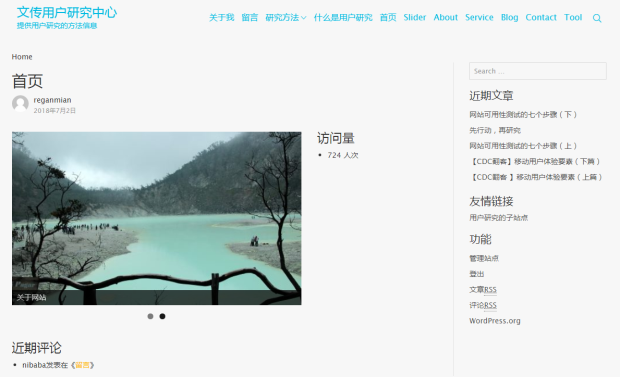 文传用户研究中心
提供用户研究的方法信息
关于我 留言 研究方法 什么是用户研究 首页 Slider About Service Blog Contact Tool
Home
首页
reganmian
2018年7月2日
关于网站
访问量
724 人次
近期评论
nibaba发表在《留言》
Search …
近期文章
网站可用性测试的七个步骤（下）
先行动，再研究
网站可用性测试的七个步骤（上）
【CDC翻客】移动用户体验要素（下篇）
【CDC翻客 】移动用户体验要素（上篇）
友情链接
用户研究的子站点
功能
管理站点
登出
文章RSS
评论RSS
WordPress.org